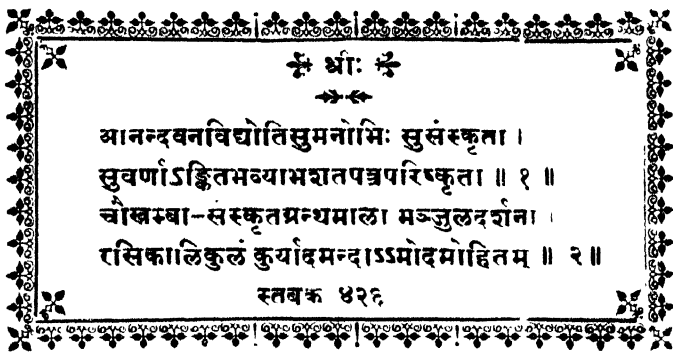 श्रीः
आनन्दवनविद्योतिसुमनोभिः सुसंस्कृता ।
सुवर्णाऽङ्कितभव्याभशतपत्रपरिष्कृता ॥ १ ॥
चौखम्बा-संस्कृतग्रन्थमाला मञ्जुलदर्शना ।
रसिकालिकुलं कुर्यादमन्दाऽऽमोदमोहितम् ॥ २ ॥
स्तबक ४२६